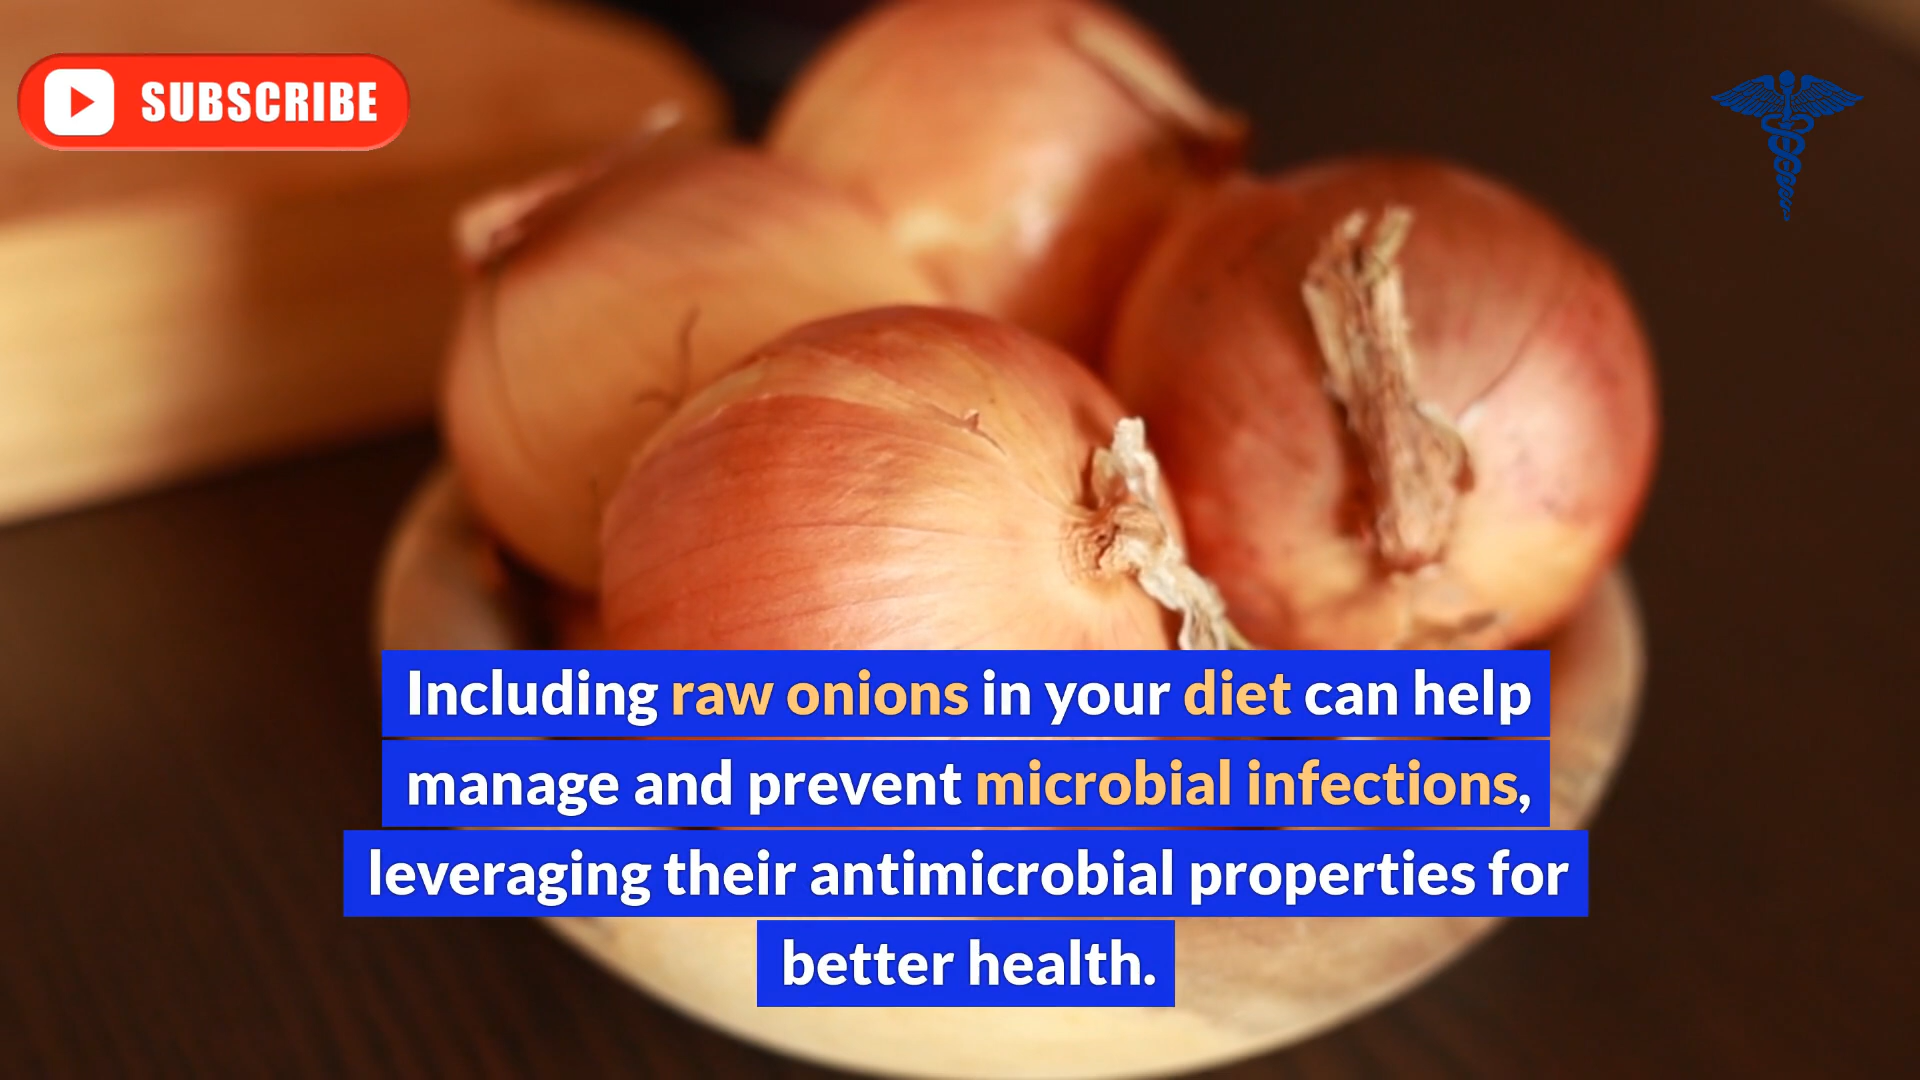 SUBSCRIBE
Including raw onions in your diet can help
manage and prevent microbial infections,
leveraging their antimicrobial properties for
better health.